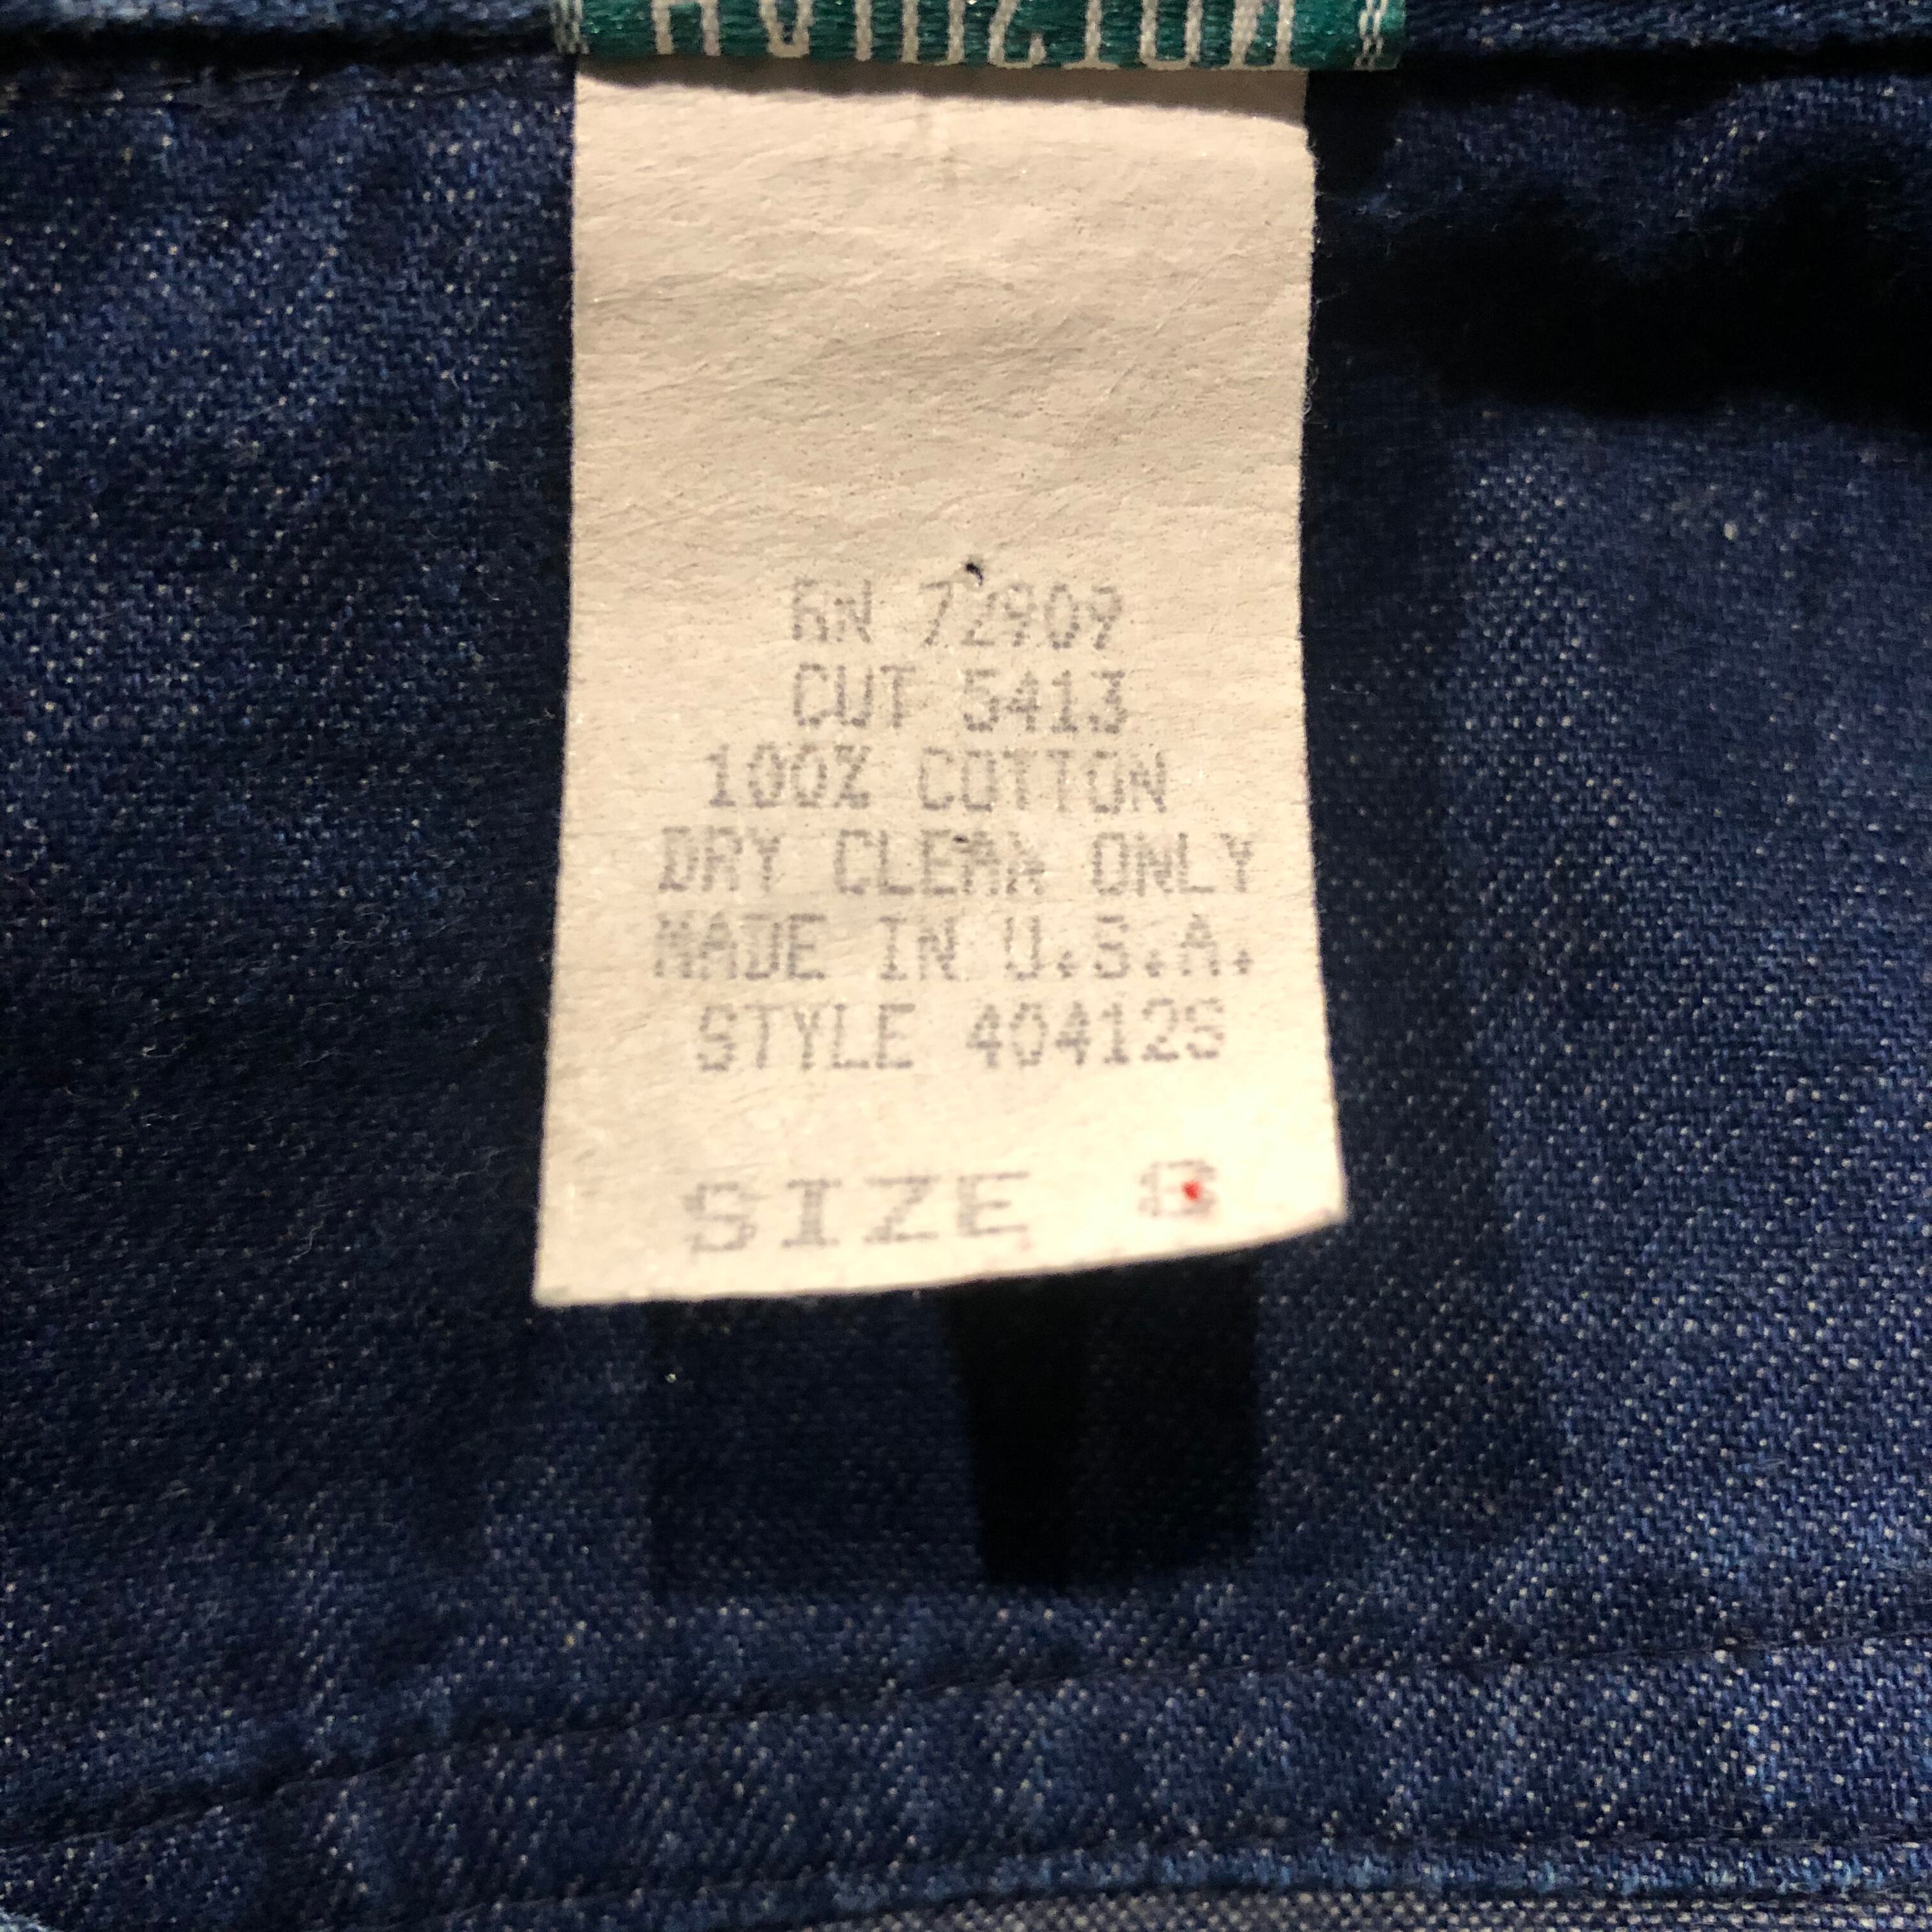 RN 72909
CUT 5413
100% COTTON
DRY CLEAN ONLY
MADE IN U.S.A.
STYLE 40412S
SIZE 8